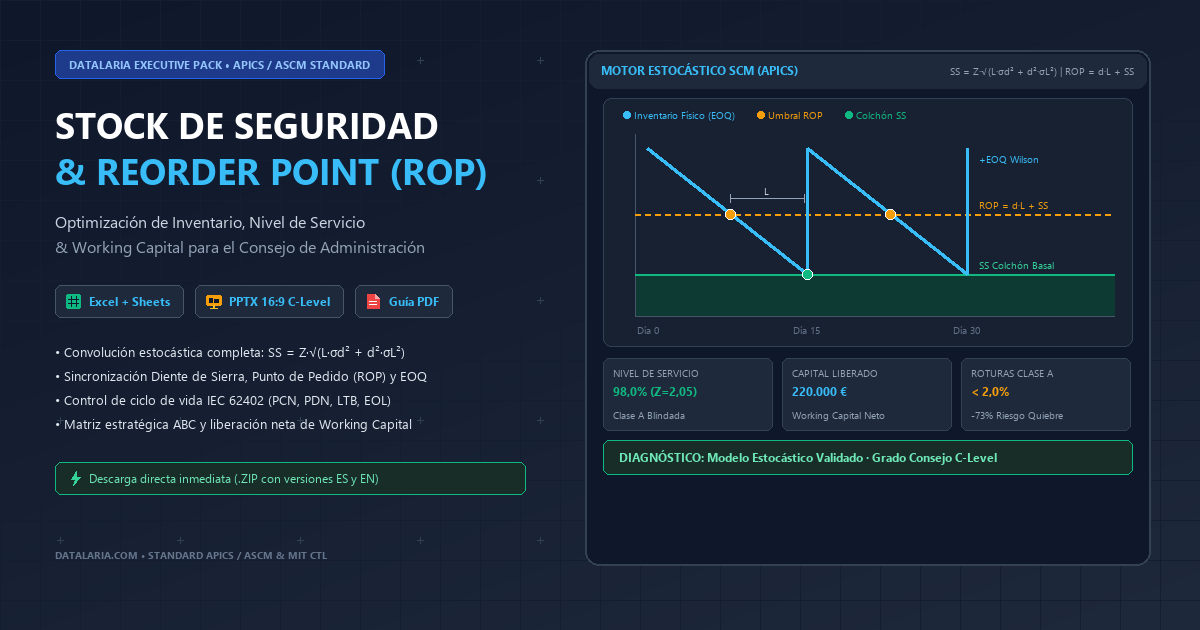 DATALARIA EXECUTIVE PACK • APICS / ASCM STANDARD
STOCK DE SEGURIDAD
& REORDER POINT (ROP)
Optimización de Inventario, Nivel de Servicio
& Working Capital para el Consejo de Administración
Excel + Sheets
PPTX 16:9 C-Level
Guía PDF
• Convolución estocástica completa: SS = Z·√(L·σd² + d²·σL²)
• Sincronización Diente de Sierra, Punto de Pedido (ROP) y EOQ
• Control de ciclo de vida IEC 62402 (PCN, PDN, LTB, EOL)
• Matriz estratégica ABC y liberación neta de Working Capital
Descarga directa inmediata (.ZIP con versiones ES y EN)
DATALARIA.COM • STANDARD APICS / ASCM & MIT CTL
MOTOR ESTOCÁSTICO SCM (APICS)
SS = Z·√(L·σd² + d²·σL²) | ROP = d·L + SS
Inventario Físico (EOQ)
Umbral ROP
Colchón SS
+EOQ Wilson
L
ROP = d·L + SS
SS Colchón Basal
Día 0
Día 15
Día 30
NIVEL DE SERVICIO
98,0% (Z=2,05)
Clase A Blindada
CAPITAL LIBERADO
220.000 €
Working Capital Neto
ROTURAS CLASE A
< 2,0%
-73% Riesgo Quiebre
DIAGNÓSTICO: Modelo Estocástico Validado · Grado Consejo C-Level